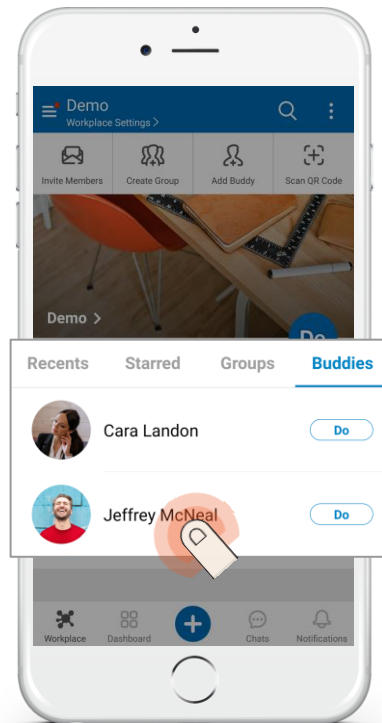 Demo
Workplace Settings >
Invite Members Create Group Add Buddy Scan QR Code
Demo >
Do
Recents Starred Groups Buddies
Cara Landon Do
Jeffrey McNeal Do
Workplace Dashboard Chats Notifications